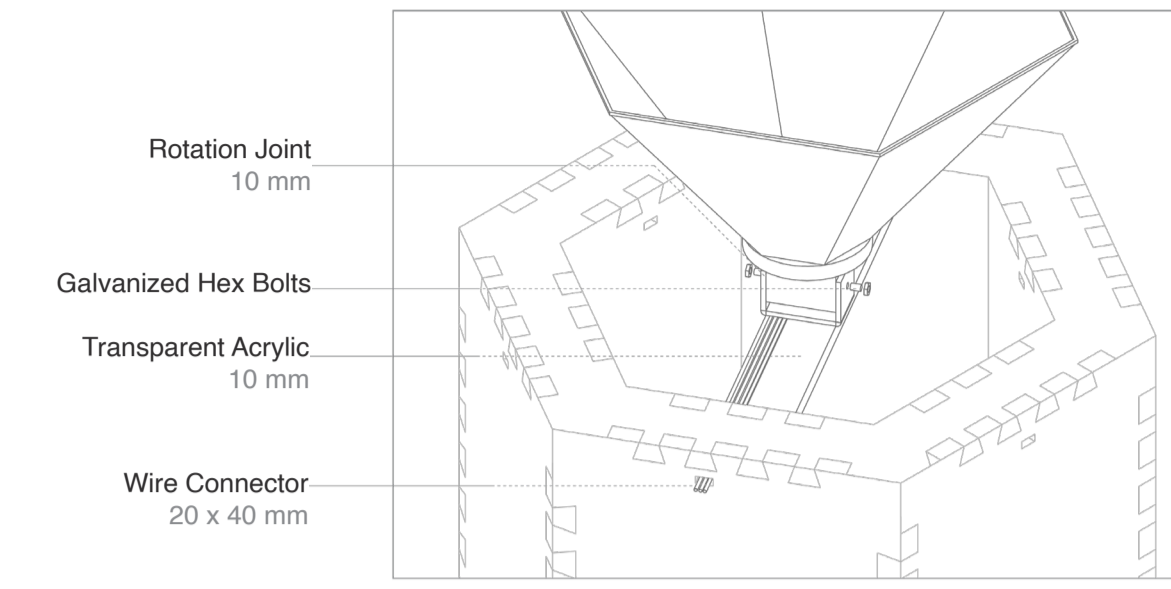 Rotation Joint
10 mm
Galvanized Hex Bolts
Transparent Acrylic
10 mm
Wire Connector
20 x 40 mm